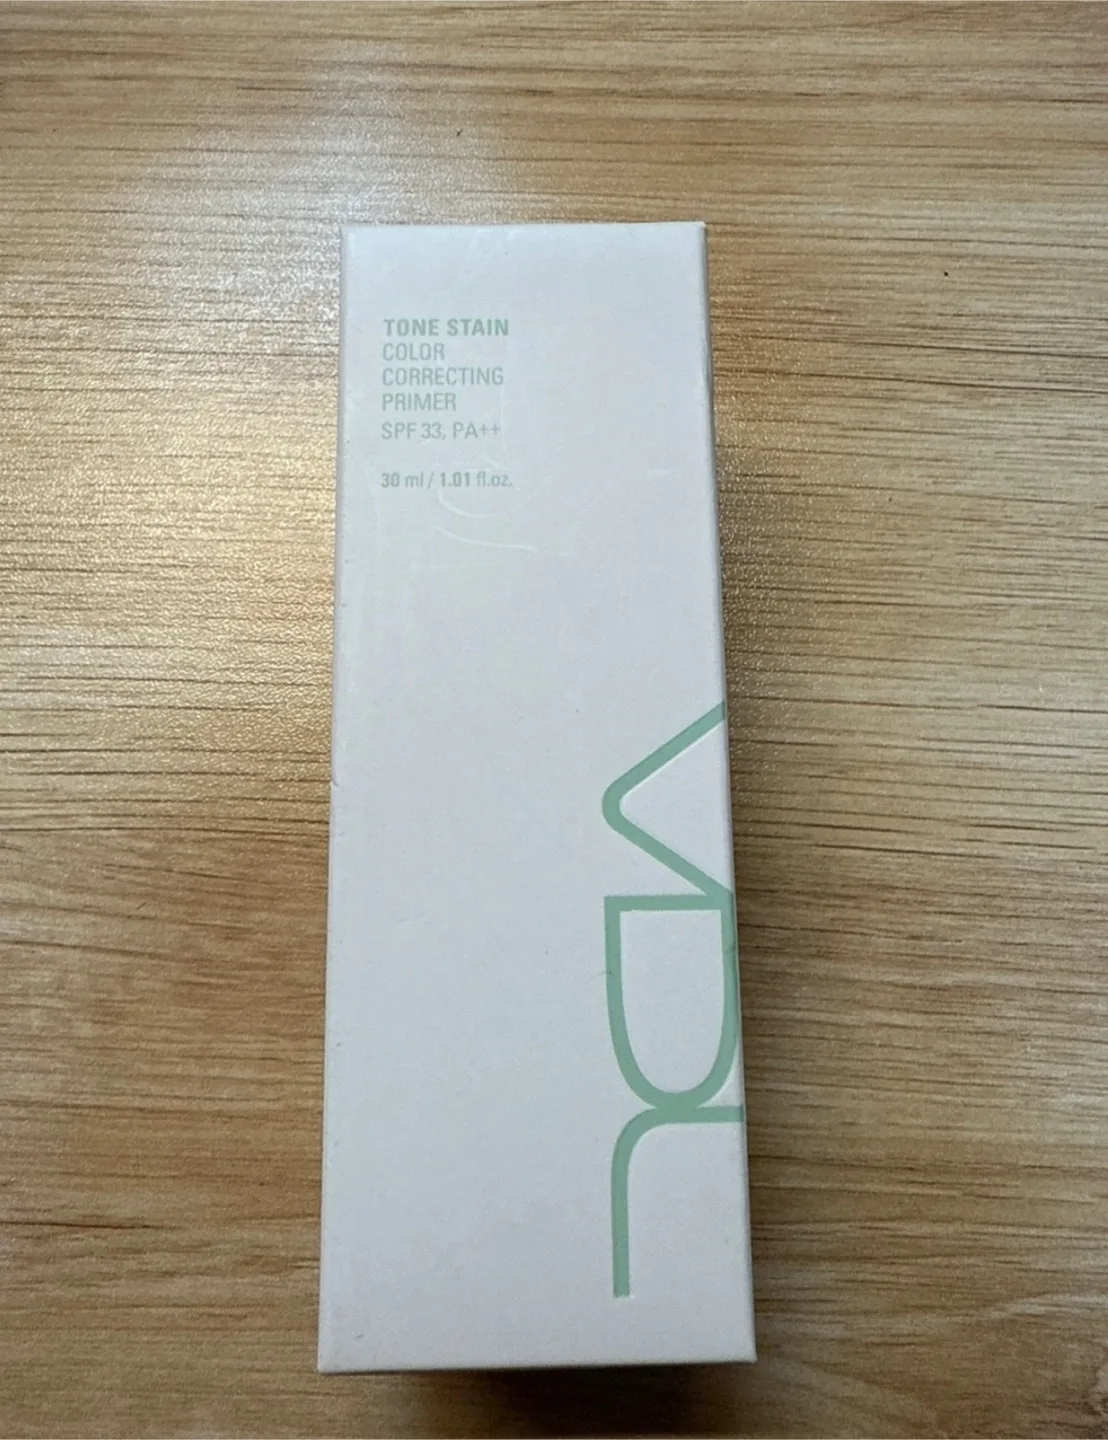 TONE STAIN
COLOR
CORRECTING
PRIMER
SPF 33, PA++
30 ml / 1.01 fl.oz.
VDL